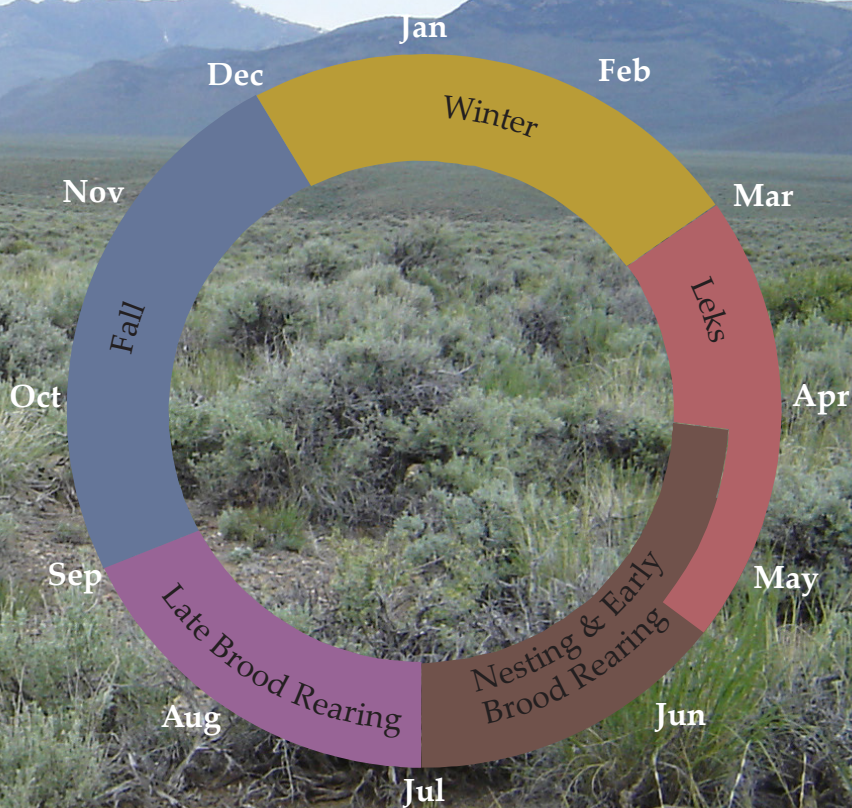 Jan
Feb
Mar
Apr
May
Jun
Jul
Aug
Sep
Oct
Nov
Dec
Winter
Leks
Nesting & Early
Brood Rearing
Late Brood Rearing
Fall